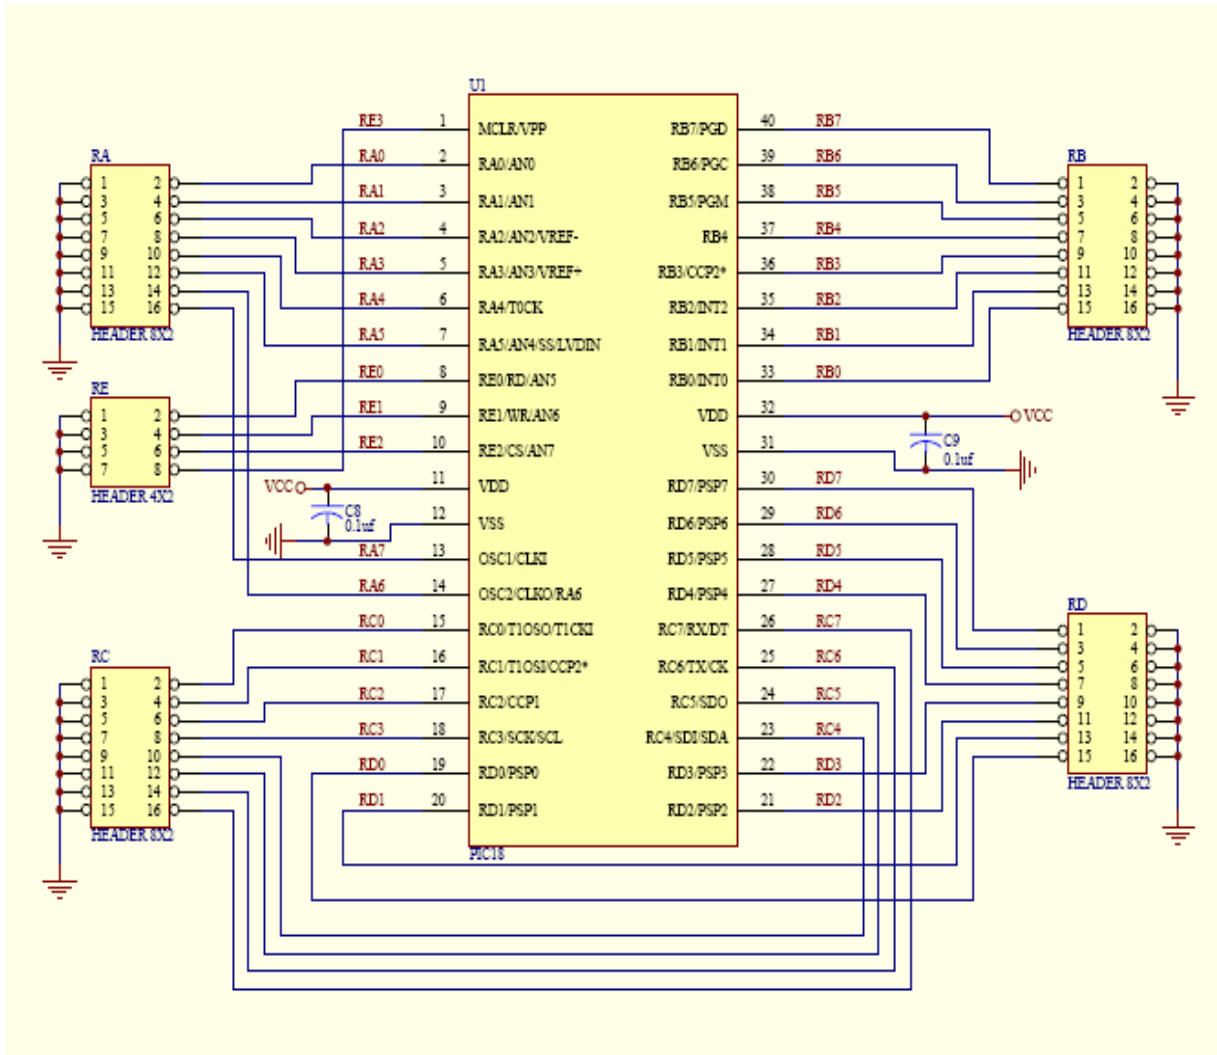 U1
RE3 1 MCLR/VPP RB7/PGD 40 RB7
RA RA0 2 RA0/AN0 RB6/PGC 39 RB6 RB
1 2 RA1 3 RA1/AN1 RB5/PGM 38 RB5 1 2
3 4 3 4
5 6 RA2 4 RA2/AN2/VREF- RB4 37 RB4 5 6
7 8 7 8
9 10 RA3 5 RA3/AN3/VREF+ RB3/CCP2* 36 RB3 9 10
11 12 11 12
13 14 RA4 6 RA4/T0CK RB2/INT2 35 RB2 13 14
15 16 15 16
HEADER 8X2 RA5 7 RA5/AN4/SS/LVDIN RB1/INT1 34 RB1 HEADER 8X2
RE RE0 8 RE0/RD/AN5 RB0/INT0 33 RB0
1 2 RE1 9 RE1/WR/AN6 VDD 32 VCC
3 4
5 6 RE2 10 RE2/CS/AN7 VSS 31 C9
7 8 0.1uf
HEADER 4X2 VCC 11 VDD RD7/PSP7 30 RD7
C8 12 VSS RD6/PSP6 29 RD6
0.1uf
RA7 13 OSC1/CLKI RD5/PSP5 28 RD5
RA6 14 OSC2/CLKO/RA6 RD4/PSP4 27 RD4 RD
RC0 15 RC0/T1OSO/T1CKI RC7/RX/DT 26 RC7 1 2
3 4
RC RC1 16 RC1/T1OSI/CCP2* RC6/TX/CK 25 RC6 5 6
1 2 7 8
3 4 RC2 17 RC2/CCP1 RC5/SDO 24 RC5 9 10
5 6 11 12
7 8 RC3 18 RC3/SCK/SCL RC4/SDI/SDA 23 RC4 13 14
9 10 15 16
11 12 RD0 19 RD0/PSP0 RD3/PSP3 22 RD3 HEADER 8X2
13 14
15 16 RD1 20 RD1/PSP1 RD2/PSP2 21 RD2
HEADER 8X2
PIC18